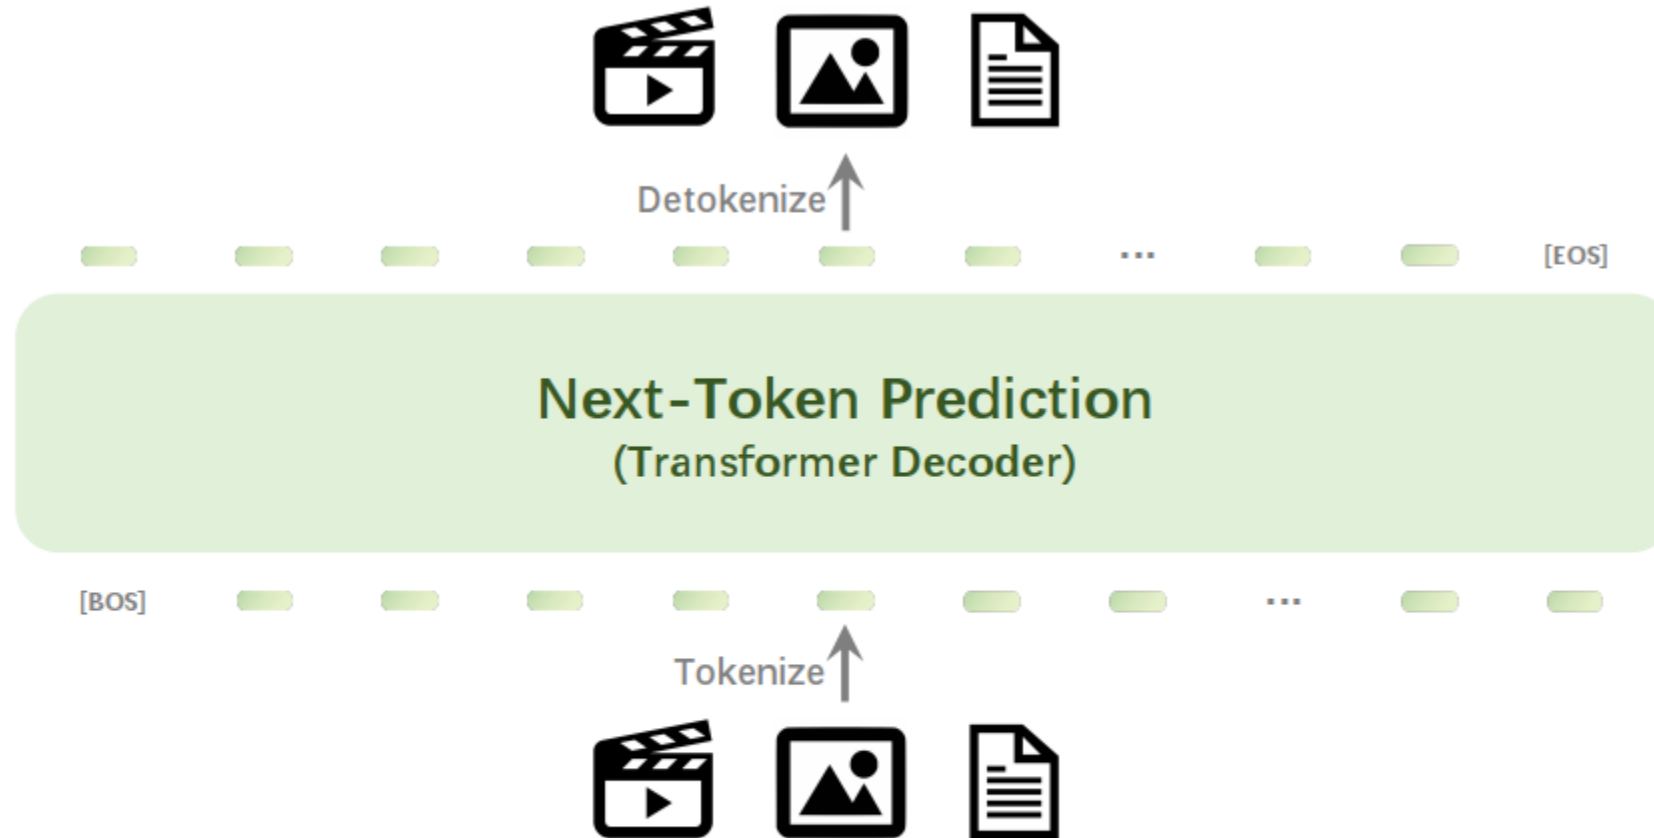 Detokenize
... [EOS]
Next-Token Prediction
(Transformer Decoder)
[BOS] ...
Tokenize